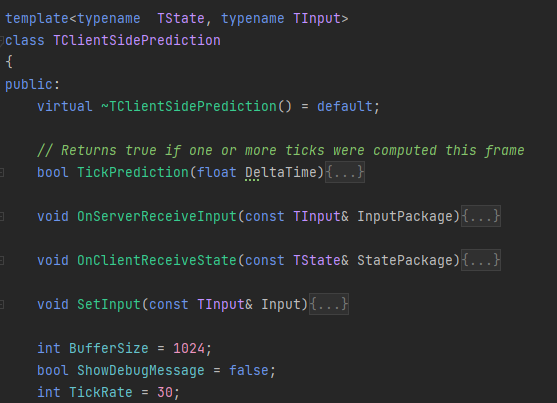 template<typename  TState, typename TInput>
class TClientSidePrediction
{
public:
    virtual ~TClientSidePrediction() = default;

    // Returns true if one or more ticks were computed this frame
    bool TickPrediction(float DeltaTime){...}

    void OnServerReceiveInput(const TInput& InputPackage){...}

    void OnClientReceiveState(const TState& StatePackage){...}

    void SetInput(const TInput& Input){...}

    int BufferSize = 1024;
    bool ShowDebugMessage = false;
    int TickRate = 30;